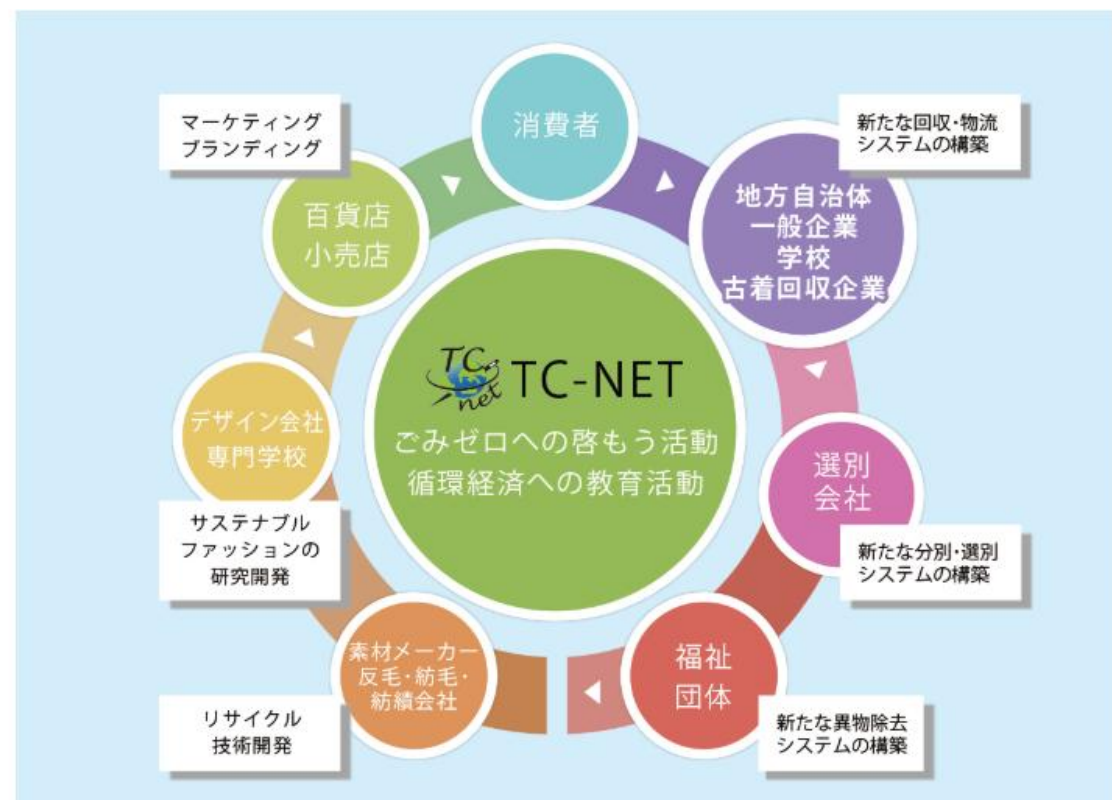 消費者
マーケティング
ブランディング
新たな回収・物流
システムの構築
百貨店
小売店
地方自治体
一般企業
学校
古着回収企業
TC
net
TC-NET
ごみゼロへの啓もう活動
循環経済への教育活動
デザイン会社
専門学校
選別
会社
サステナブル
ファッションの
研究開発
新たな分別・選別
システムの構築
素材メーカー
反毛・紡毛・
紡績会社
福祉
団体
リサイクル
技術開発
新たな異物除去
システムの構築